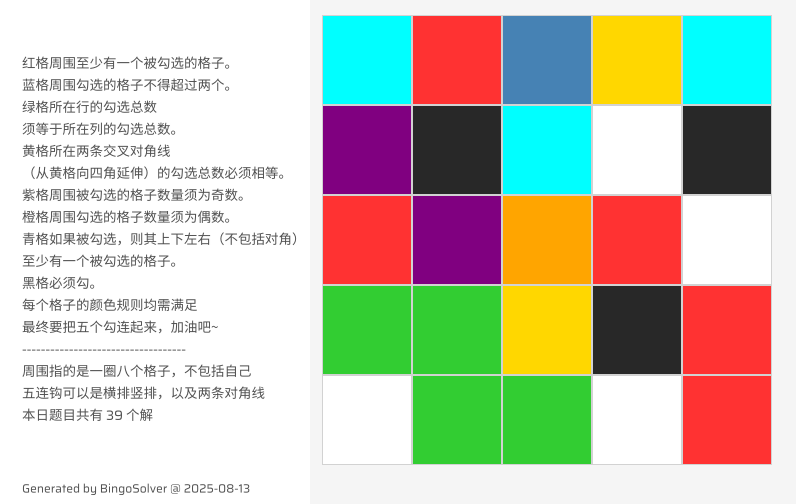 红格周围至少有一个被勾选的格子。
蓝格周围勾选的格子不得超过两个。
绿格所在行的勾选总数
须等于所在列的勾选总数。
黄格所在两条交叉对角线
（从黄格向四角延伸）的勾选总数必须相等。
紫格周围被勾选的格子数量须为奇数。
橙格周围勾选的格子数量须为偶数。
青格如果被勾选，则其上下左右（不包括对角）
至少有一个被勾选的格子。
黑格必须勾。
每个格子的颜色规则均需满足
最终要把五个勾连起来，加油吧~
----------------------------------
周围指的是一圈八个格子，不包括自己
五连钩可以是横排竖排，以及两条对角线
本日题目共有 39 个解
Generated by BingoSolver @ 2025-08-13